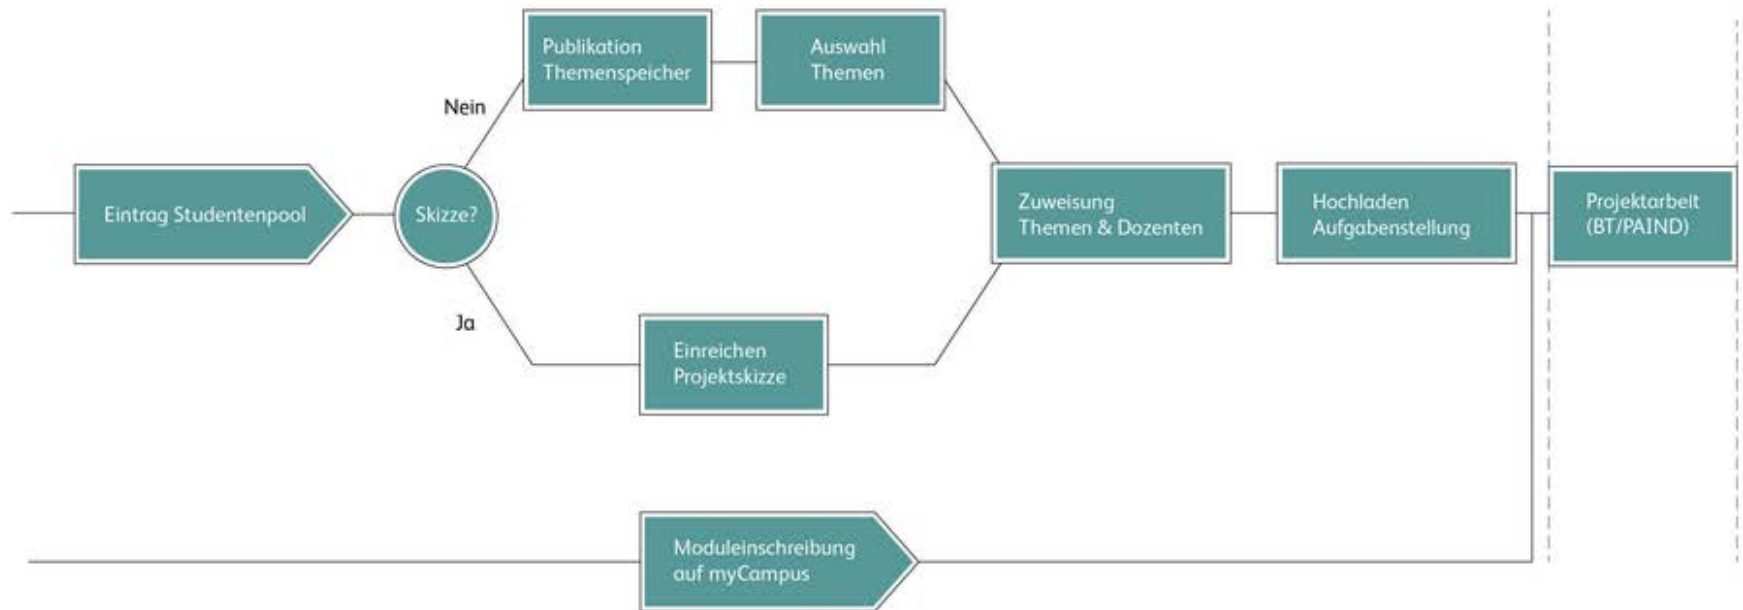 Publikation
Themenspeicher
Auswahl
Themen
Nein
Eintrag Studentenpool
Skizze?
Zuweisung
Themen & Dozenten
Hochladen
Aufgabenstellung
Projektarbeit
(BT/PAIND)
Ja
Einreichen
Projektskizze
Moduleinschreibung
auf myCampus